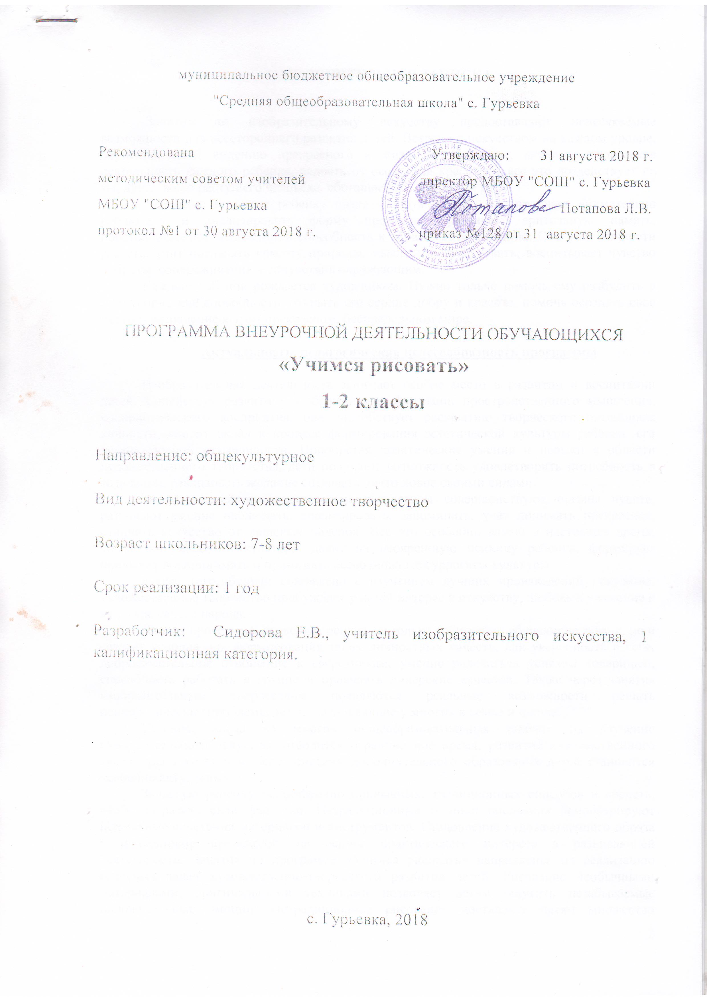 муниципальное бюджетное общеобразовательное учреждение
"Средняя общеобразовательная школа" с. Гурьевка
Рекомендована Утверждаю: 31 августа 2018 г.
методическим советом учителей директор МБОУ "СОШ" с. Гурьевка
МБОУ "СОШ" с. Гурьевка Потапова Потапова Л.В.
протокол №1 от 30 августа 2018 г. приказ №128 от 31 августа 2018 г.
ПРОГРАММА ВНЕУРОЧНОЙ ДЕЯТЕЛЬНОСТИ ОБУЧАЮЩИХСЯ
«Учимся рисовать»
1-2 классы
Направление: общекультурное
Вид деятельности: художественное творчество
Возраст школьников: 7-8 лет
Срок реализации: 1 год
Разработчик: Сидорова Е.В., учитель изобразительного искусства, 1
калификационная категория.
с. Гурьевка, 2018